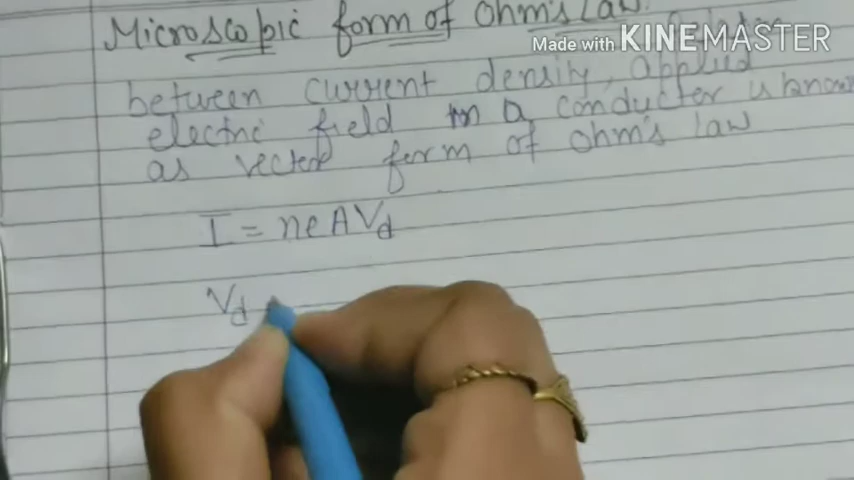 Microscopic form of Ohm's law.
Made with KINEMASTER
between current density, applied
electric field in a conductor is known
as vector form of Ohm's law
I = neAVd
Vd